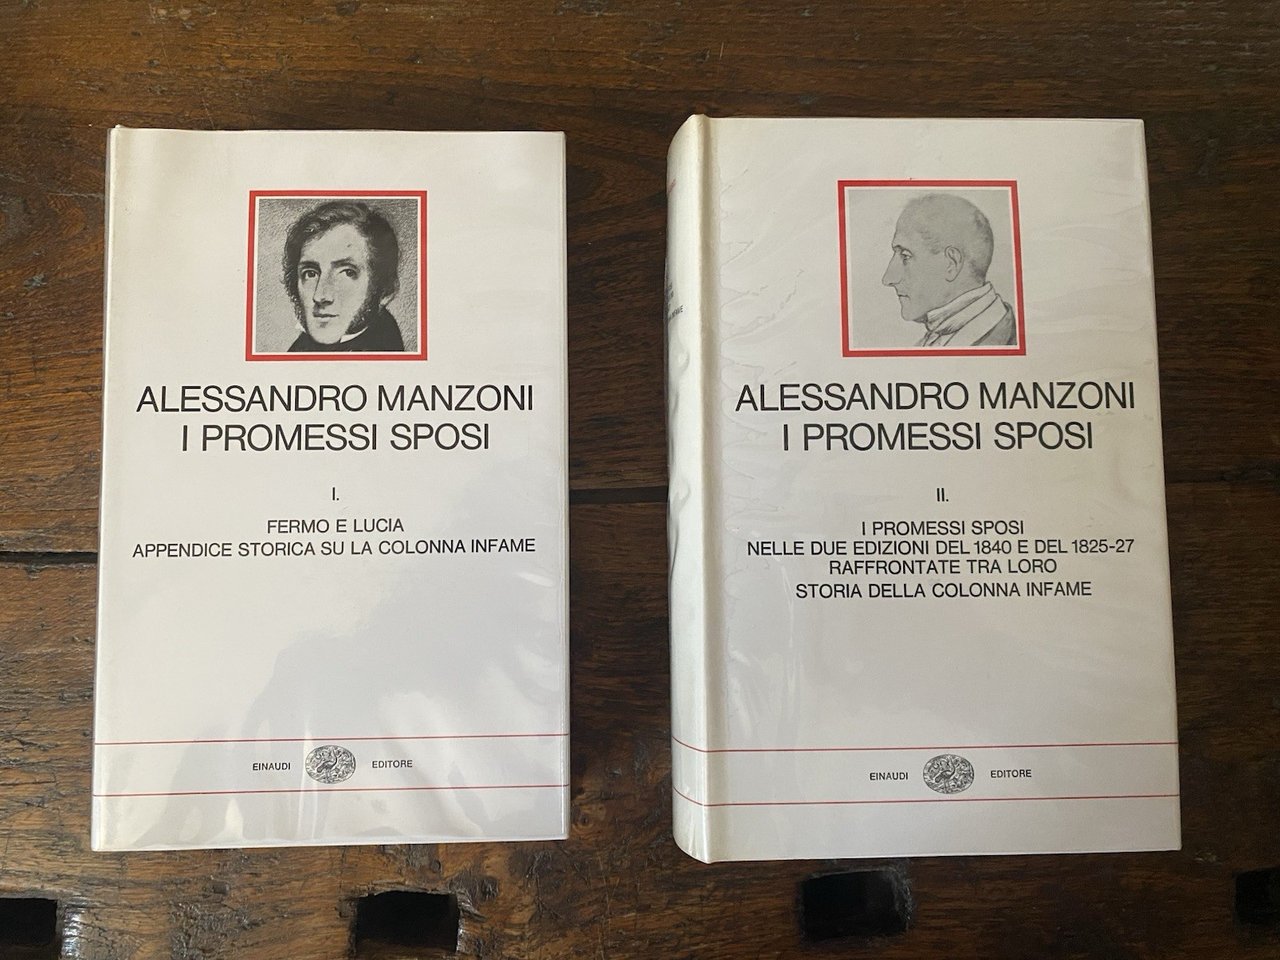 ALESSANDRO MANZONI
I PROMESSI SPOSI
I.
FERMO E LUCIA
APPENDICE STORICA SU LA COLONNA INFAME
EINAUDI EDITORE
ALESSANDRO MANZONI
I PROMESSI SPOSI
II.
I PROMESSI SPOSI
NELLE DUE EDIZIONI DEL 1840 E DEL 1825-27
RAFFRONTATE TRA LORO
STORIA DELLA COLONNA INFAME
EINAUDI EDITORE